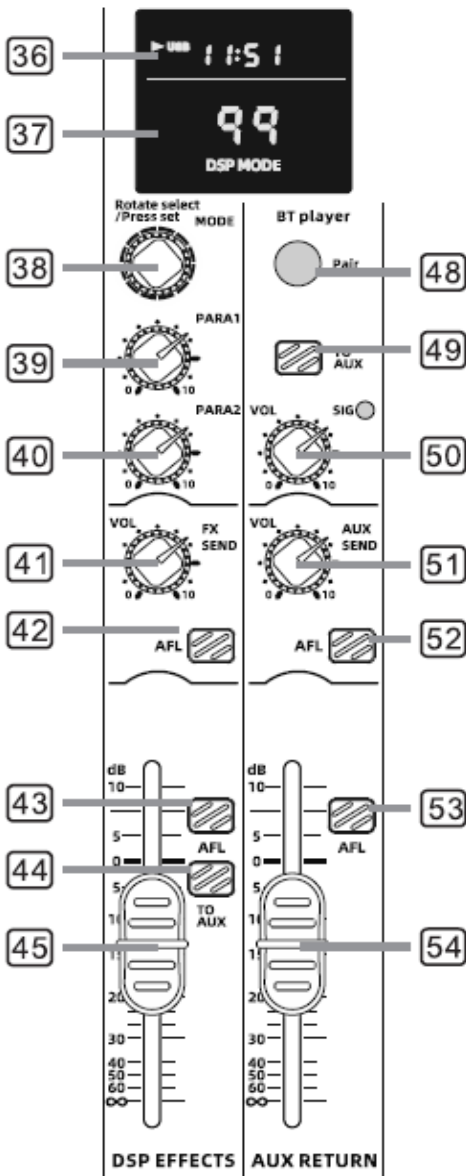 36
▶ USB 11:51
37
99
DSP MODE
Rotate select
/Press set
MODE
BT player
38
Pair
48
PARA1
39
0 10
TO
AUX
49
PARA2
40
0 10
VOL
SIG
50
0 10
VOL
FX
SEND
41
0 10
VOL
AUX
SEND
51
0 10
42
AFL
AFL
52
dB
10
5
0
5
10
15
20
30
40
50
60
∞
43
AFL
44
TO
AUX
45
dB
10
5
0
5
10
15
20
30
40
50
60
∞
53
AFL
54
DSP EFFECTS
AUX RETURN